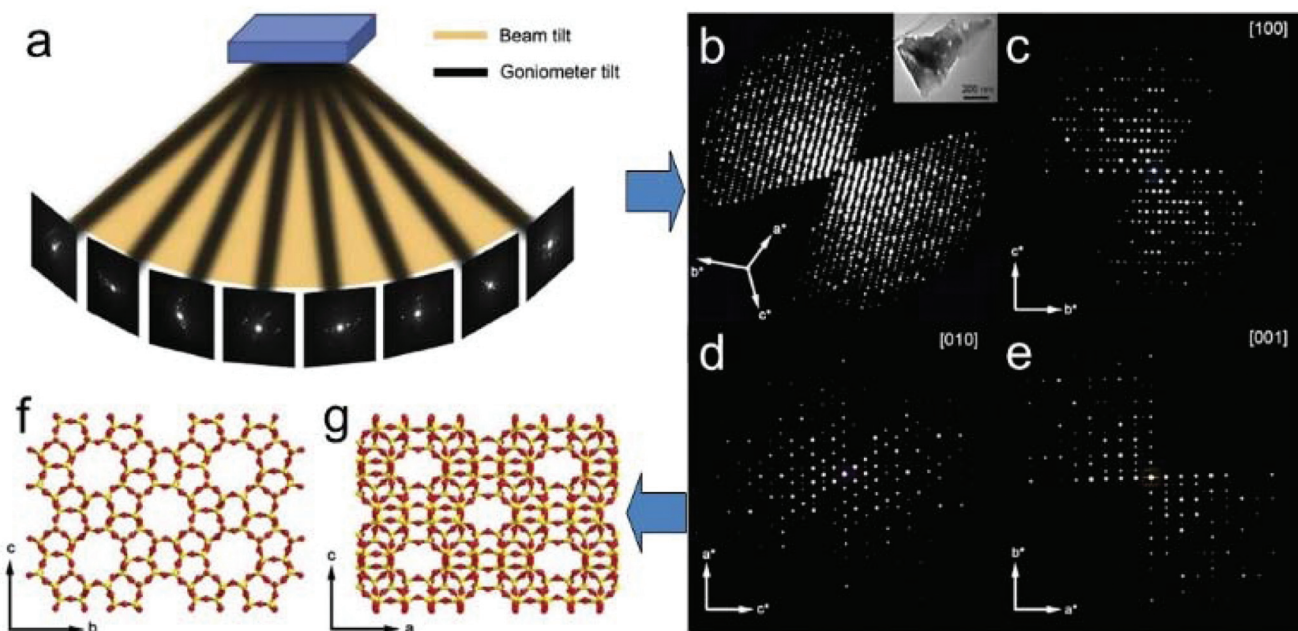 a
Beam tilt
Goniometer tilt
b
200 nm
a*
b*
c*
c
[100]
c*
b*
d
[010]
a*
c*
e
[001]
b*
a*
f
c
b
g
c
a